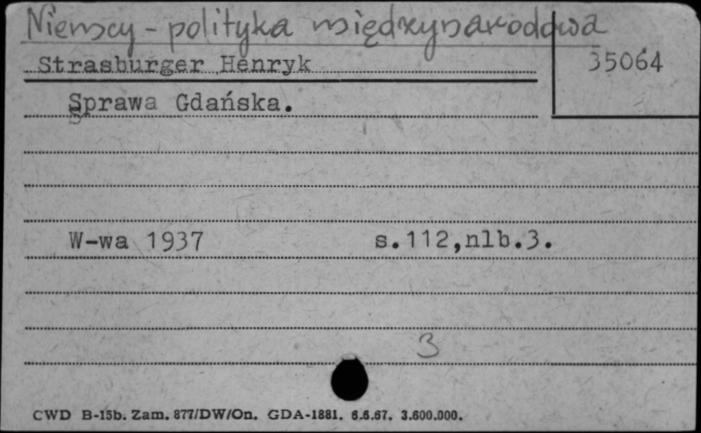 Niemcy - polityka międzynarodowa
Strasburger Henryk
35064
Sprawa Gdańska.
W-wa 1937 s.112,nlb.3.
3
CWD B-15b. Zam. 877/DW/On. GDA-1881. 6.6.67. 3.600.000.